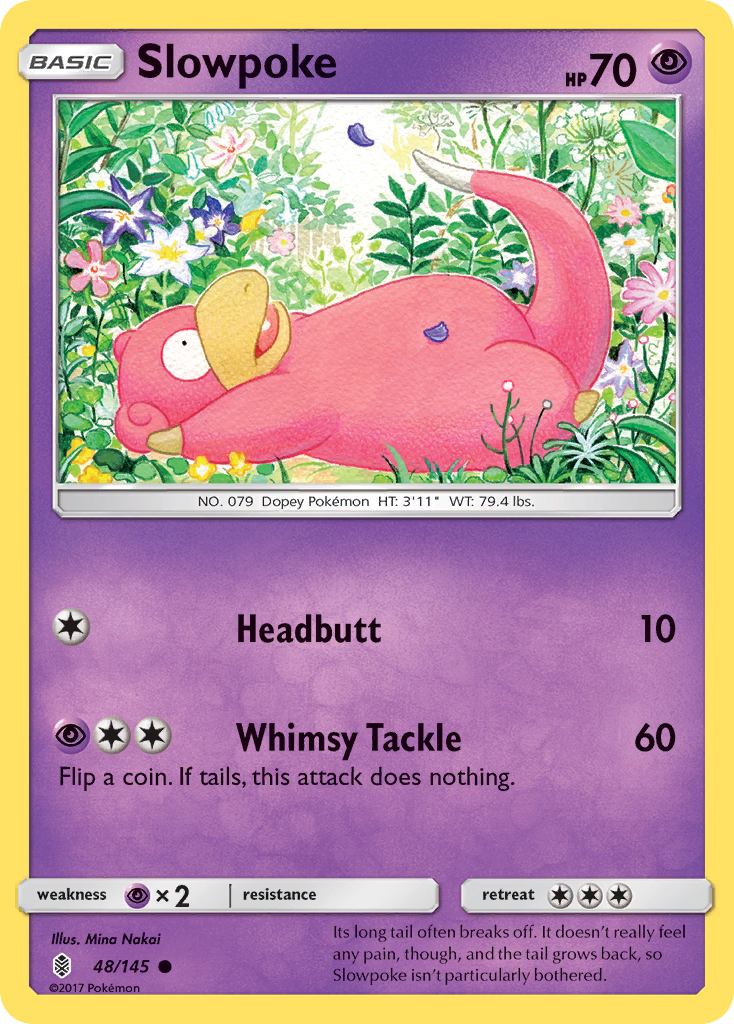 BASIC Slowpoke HP 70
NO. 079 Dopey Pokémon HT: 3'11" WT: 79.4 lbs.
Headbutt 10
Whimsy Tackle 60
Flip a coin. If tails, this attack does nothing.
weakness ×2 resistance retreat
Illus. Mina Nakai
48/145
©2017 Pokémon
Its long tail often breaks off. It doesn't really feel
any pain, though, and the tail grows back, so
Slowpoke isn't particularly bothered.